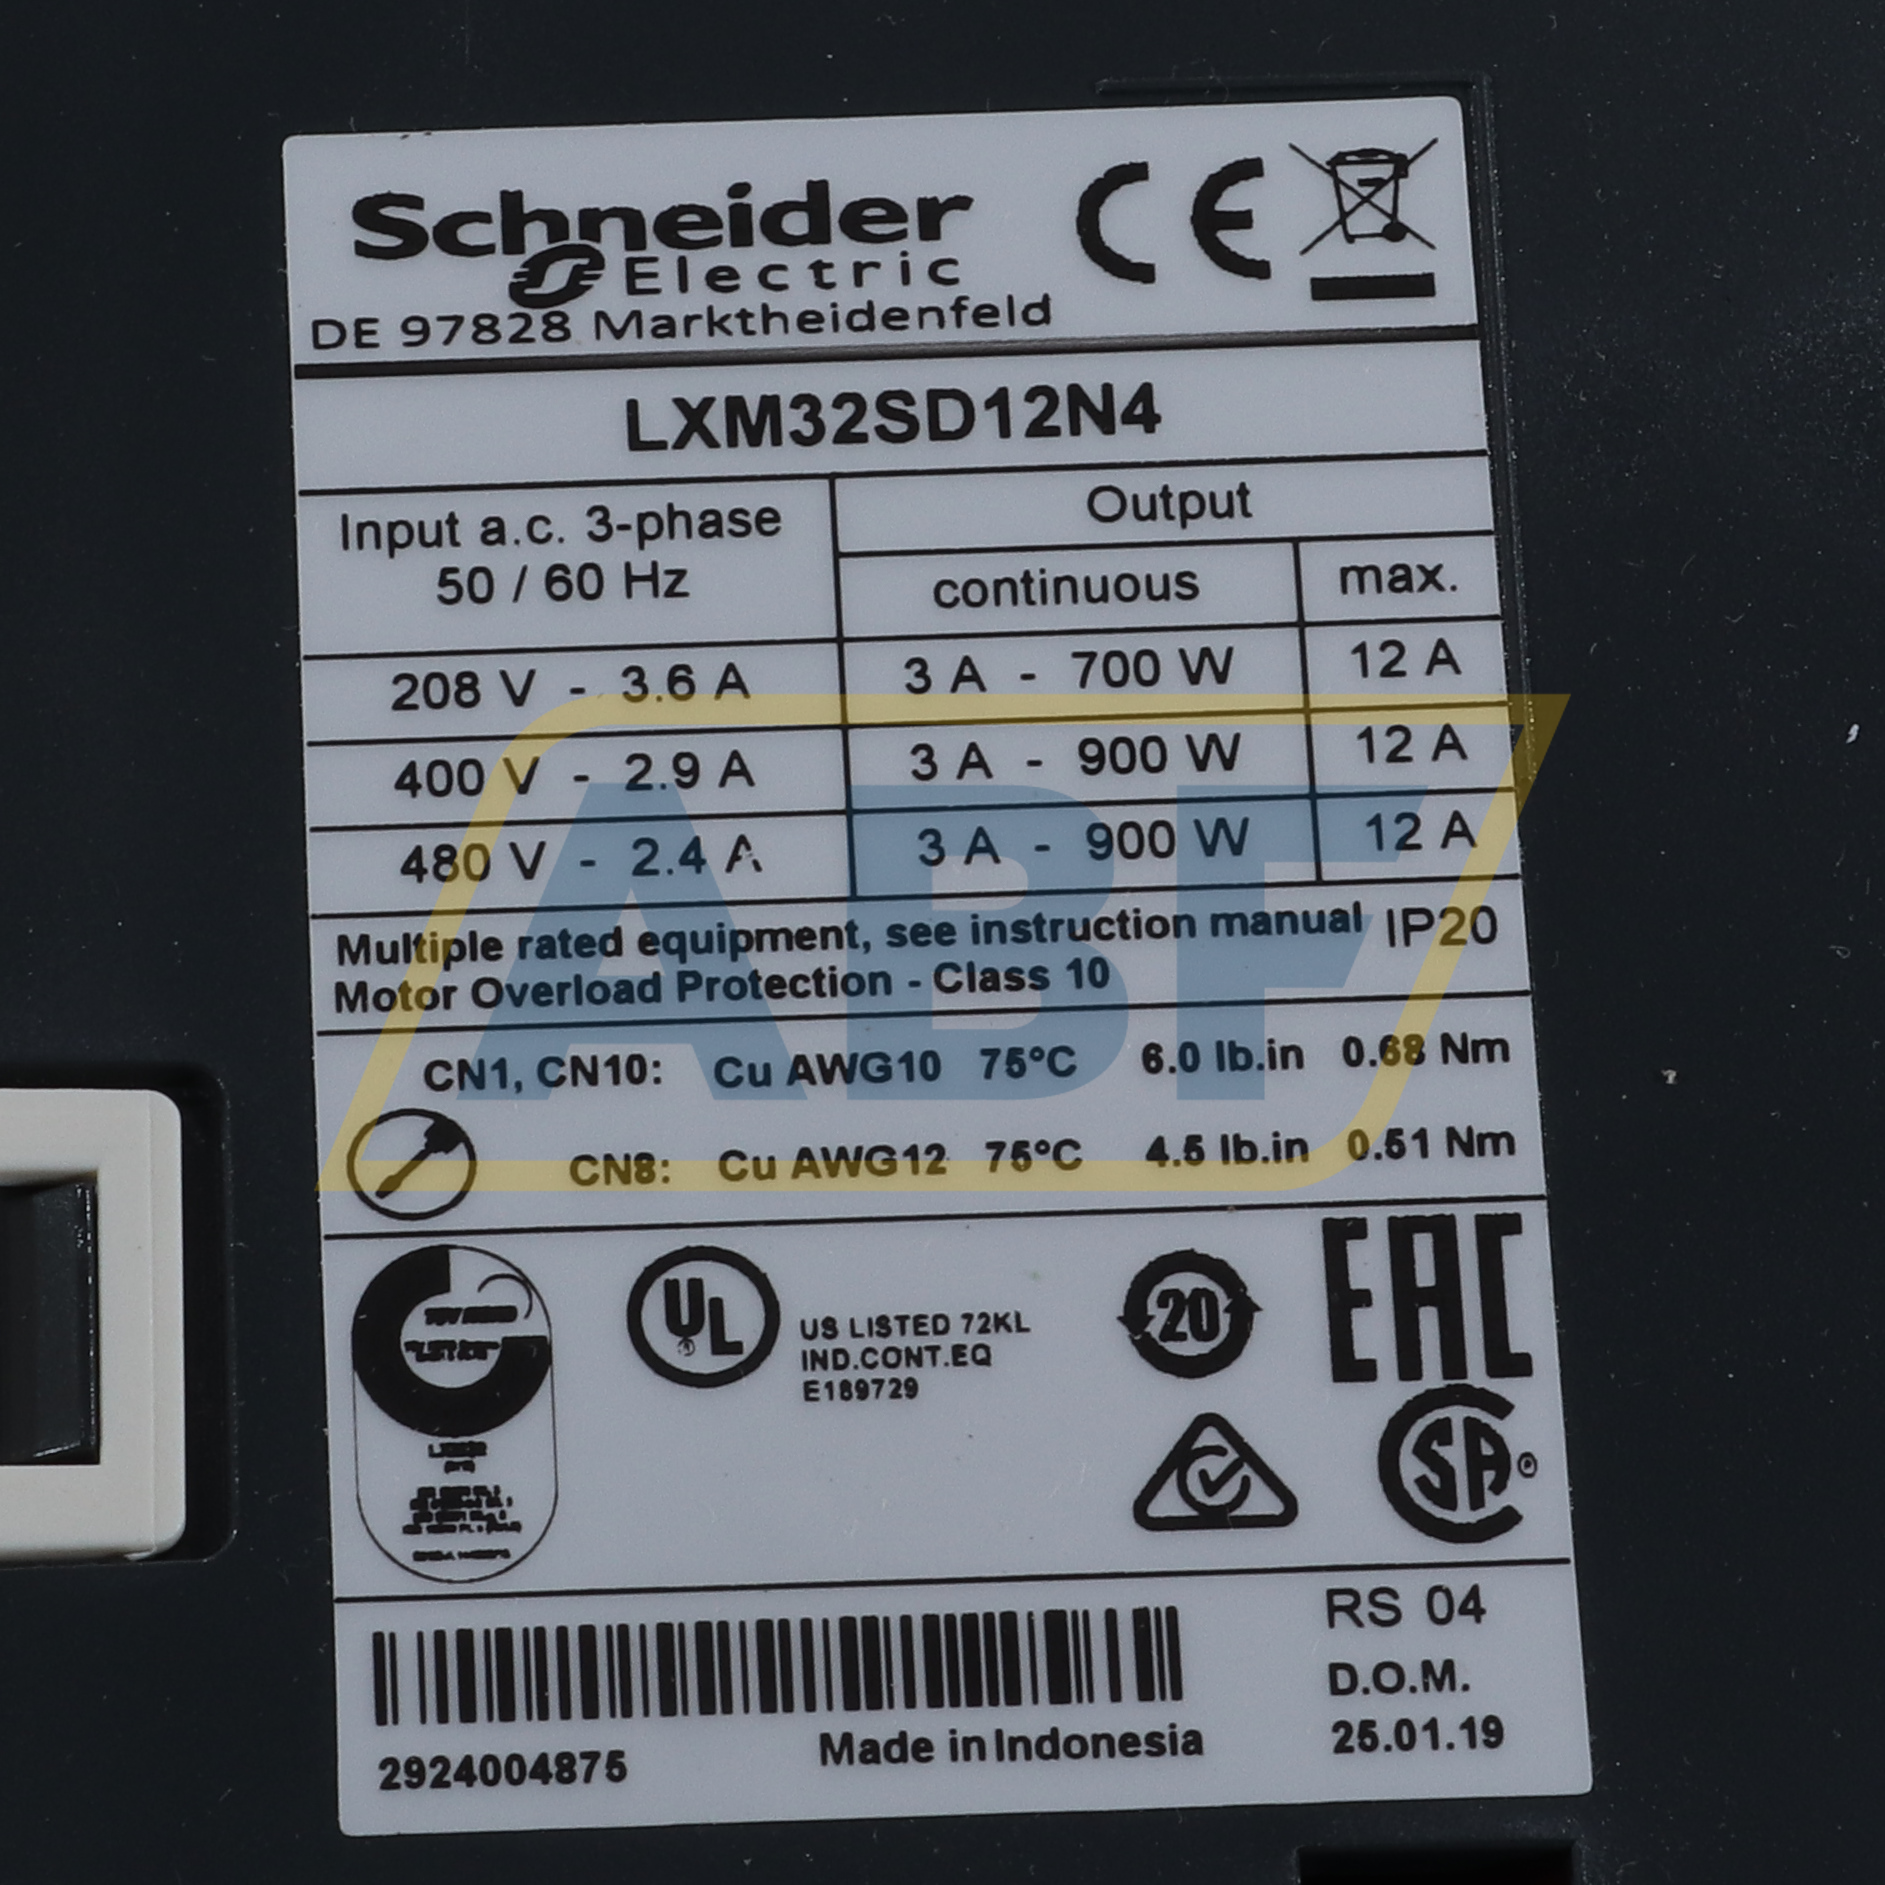 Schneider
Electric
CE
DE 97828 Marktheidenfeld
LXM32SD12N4
Input a.c. 3-phase
50 / 60 Hz
Output
continuous
max.
208 V - 3.6 A
3 A - 700 W
12 A
400 V - 2.9 A
3 A - 900 W
12 A
480 V - 2.4 A
3 A - 900 W
12 A
Multiple rated equipment, see instruction manual
IP20
Motor Overload Protection - Class 10
CN1, CN10: Cu AWG10 75°C 6.0 lb.in 0.68 Nm
CN8: Cu AWG12 75°C 4.5 lb.in 0.51 Nm
ABF
UL ®
US LISTED 72KL
IND.CONT.EQ
E189729
20
EAC
SA ®
RS 04
D.O.M.
25.01.19
Made in Indonesia
2924004875